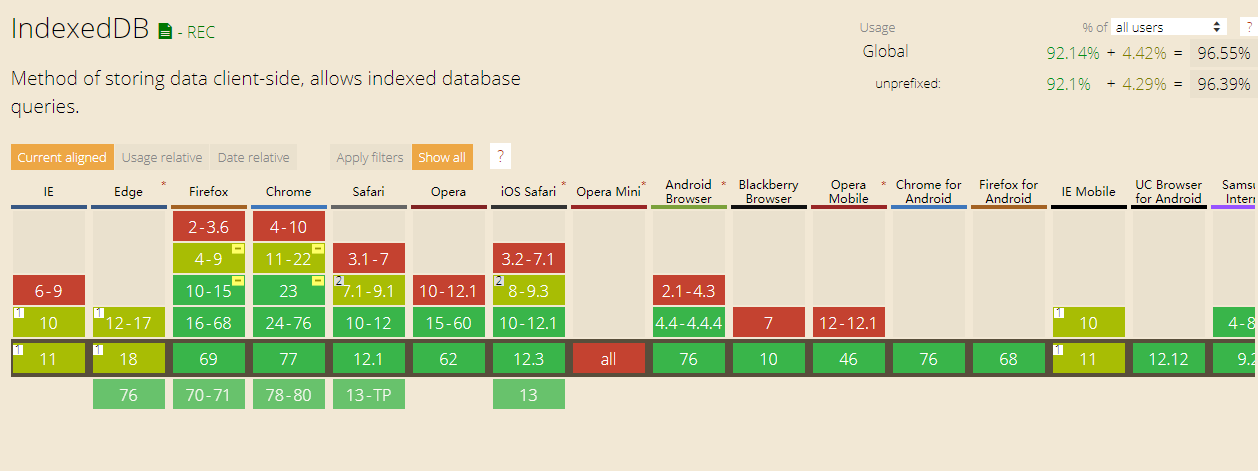 IndexedDB - REC
Usage % of all users ?
Global 92.14% + 4.42% = 96.55%
unprefixed: 92.1% + 4.29% = 96.39%
Method of storing data client-side, allows indexed database
queries.
Current aligned Usage relative Date relative Apply filters Show all ?
IE Edge * Firefox Chrome Safari Opera iOS Safari * Opera Mini * Android Browser * Blackberry Browser Opera Mobile * Chrome for Android Firefox for Android IE Mobile UC Browser for Android Samsu Intern
2-3.6 4-10
4-9 11-22 3.1-7 3.2-7.1
6-9 10-15 23 2 7.1-9.1 10-12.1 2 8-9.3 2.1-4.3
1 10 1 12-17 16-68 24-76 10-12 15-60 10-12.1 4.4-4.4.4 7 12-12.1 1 10 4-8
1 11 1 18 69 77 12.1 62 12.3 all 76 10 46 76 68 1 11 12.12 9.2
76 70-71 78-80 13-TP 13